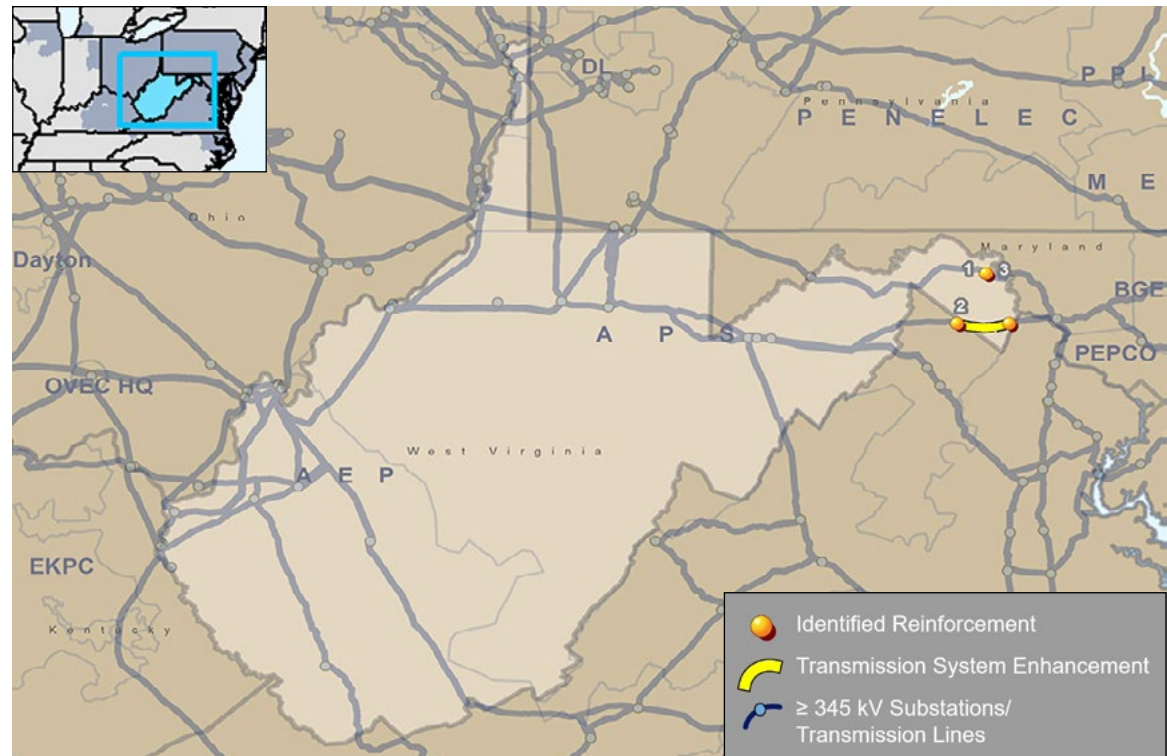 DL
PPL
Pennsylvania
PENELEC
ME
Ohio
Maryland
Dayton
1 3
BGE
2
APS
PEPCO
OVEC HQ
West Virginia
AEP
EKPC
Kentucky
Identified Reinforcement
Transmission System Enhancement
≥ 345 kV Substations/
Transmission Lines